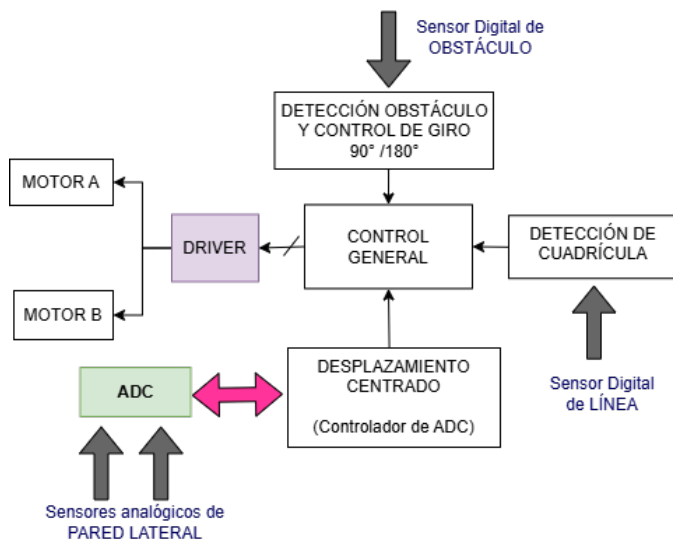 Sensor Digital de
OBSTÁCULO
DETECCIÓN OBSTÁCULO
Y CONTROL DE GIRO
90° /180°
MOTOR A
DRIVER
CONTROL
GENERAL
DETECCIÓN DE
CUADRÍCULA
MOTOR B
DESPLAZAMIENTO
CENTRADO
(Controlador de ADC)
ADC
Sensor Digital
de LÍNEA
Sensores analógicos de
PARED LATERAL